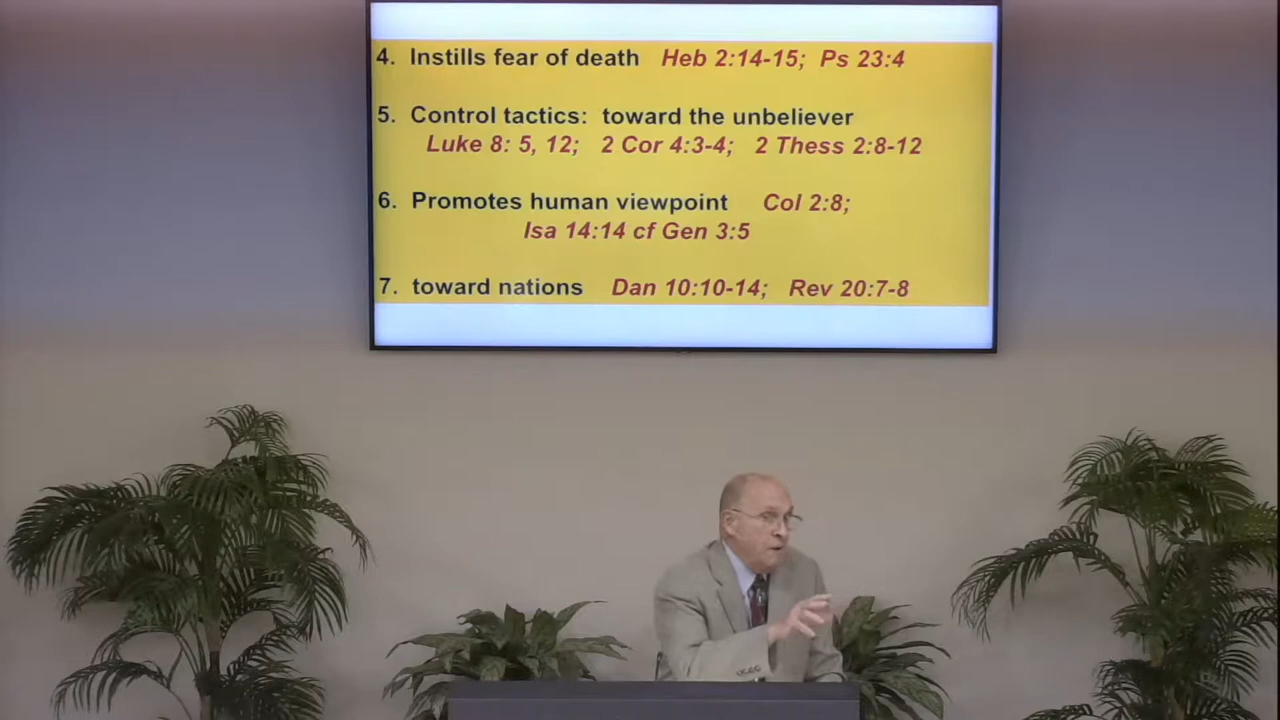 4. Instills fear of death Heb 2:14-15; Ps 23:4
5. Control tactics: toward the unbeliever
Luke 8: 5, 12; 2 Cor 4:3-4; 2 Thess 2:8-12
6. Promotes human viewpoint Col 2:8;
Isa 14:14 cf Gen 3:5
7. toward nations Dan 10:10-14; Rev 20:7-8